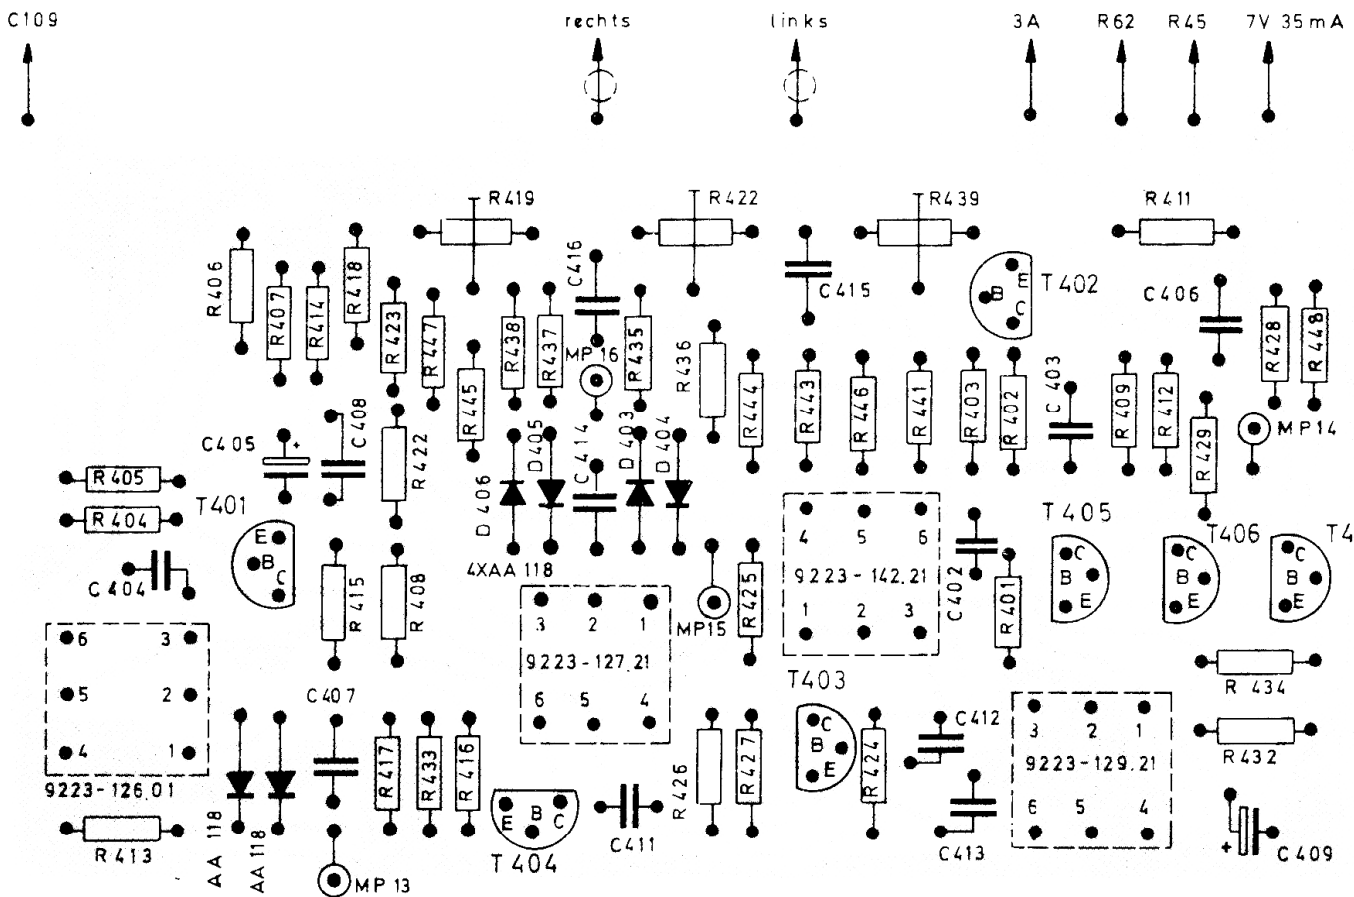 C109
rechts
links
3A
R62
R45
7V 35mA
R419
R422
R439
R411
R406
R407
R414
R418
R423
R447
R445
R438
R437
C416
MP16
R435
R436
R444
C415
R443
R446
R441
R403
R402
T402
C403
C406
R409
R412
R429
R428
R448
MP14
C405
+
C408
R422
D406
D405
C414
D403
D404
4XAA 118
R405
R404
C404
T401
E
B
C
R415
R408
MP15
R425
C402
R401
T405
T406
T4
E
B
C
C
B
E
C
B
E
C
B
E
4 5 6
9223-142.21
1 2 3
3 2 1
9223-127.21
6 5 4
6 3
5 2
4 1
9223-126.01
R413
AA 118
AA 118
C407
MP 13
R417
R433
R416
E
B
C
T404
C411
R426
R427
T403
C
B
E
R424
C412
C413
3 2 1
9223-129.21
6 5 4
R 434
R432
+
C409